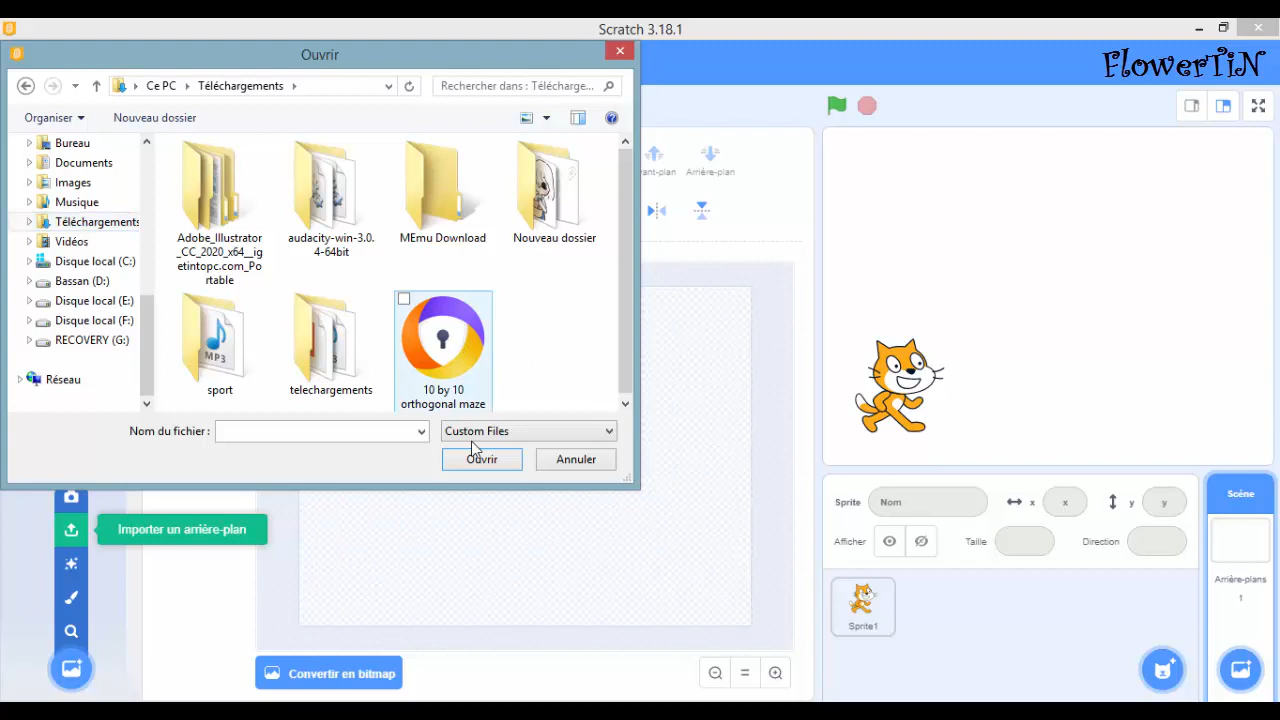 Scratch 3.18.1
Ouvrir
FlowerTiN
Ce PC
Téléchargements
Rechercher dans : Télécharge...
Organiser
Nouveau dossier
Bureau
Documents
Images
Musique
Téléchargements
Vidéos
Disque local (C:)
Bassan (D:)
Disque local (E:)
Disque local (F:)
RECOVERY (G:)
Réseau
Adobe_Illustrator
_CC_2020_x64__ig
etintopc.com_Po
rtable
audacity-win-3.0.
4-64bit
MEmu Download
Nouveau dossier
MP3
sport
telechargements
10 by 10
orthogonal maze
Nom du fichier :
Custom Files
Ouvrir
Annuler
ant-plan
Arrière-plan
Importer un arrière-plan
Convertir en bitmap
Sprite
Nom
x
x
y
y
Afficher
Taille
Direction
Sprite1
Scène
Arrière-plans
1